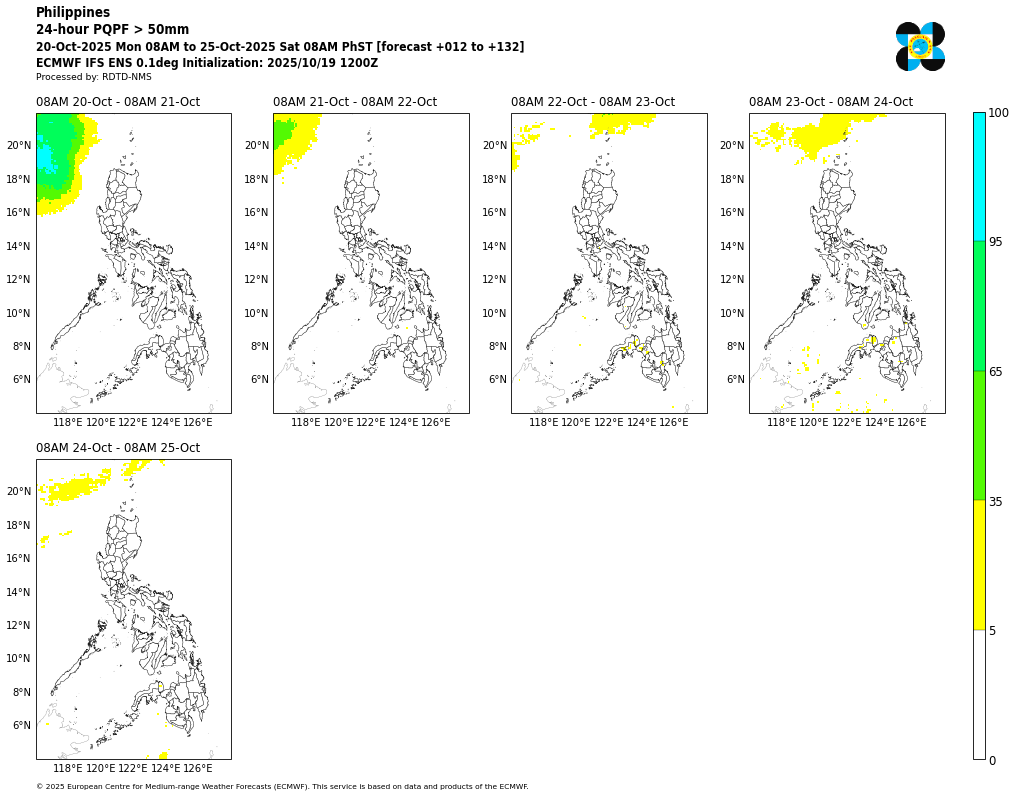 Philippines
24-hour PQPF > 50mm
20-Oct-2025 Mon 08AM to 25-Oct-2025 Sat 08AM PhST [forecast +012 to +132]
ECMWF IFS ENS 0.1deg Initialization: 2025/10/19 1200Z
Processed by: RDTD-NMS
08AM 20-Oct - 08AM 21-Oct
08AM 21-Oct - 08AM 22-Oct
08AM 22-Oct - 08AM 23-Oct
08AM 23-Oct - 08AM 24-Oct
20°N 20°N 20°N 20°N
18°N 18°N 18°N 18°N
16°N 16°N 16°N 16°N
14°N 14°N 14°N 14°N
12°N 12°N 12°N 12°N
10°N 10°N 10°N 10°N
8°N 8°N 8°N 8°N
6°N 6°N 6°N 6°N
118°E 120°E 122°E 124°E 126°E
118°E 120°E 122°E 124°E 126°E
118°E 120°E 122°E 124°E 126°E
118°E 120°E 122°E 124°E 126°E
100
95
65
35
5
0
08AM 24-Oct - 08AM 25-Oct
20°N
18°N
16°N
14°N
12°N
10°N
8°N
6°N
118°E 120°E 122°E 124°E 126°E
© 2025 European Centre for Medium-range Weather Forecasts (ECMWF). This service is based on data and products of the ECMWF.